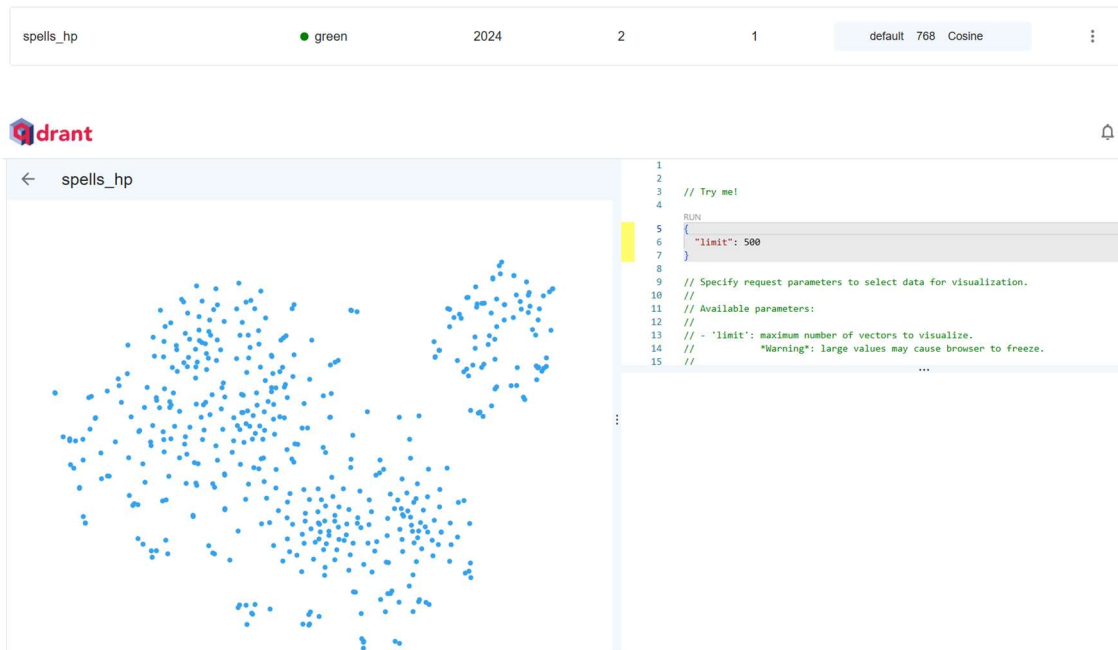 spells_hp green 2024 2 1 default 768 Cosine
qdrant
spells_hp
1
2
3 // Try me!
4
RUN
5 {
6 "limit": 500
7 }
8
9 // Specify request parameters to select data for visualization.
10 //
11 // Available parameters:
12 //
13 // - 'limit': maximum number of vectors to visualize.
14 // *Warning*: large values may cause browser to freeze.
15 //